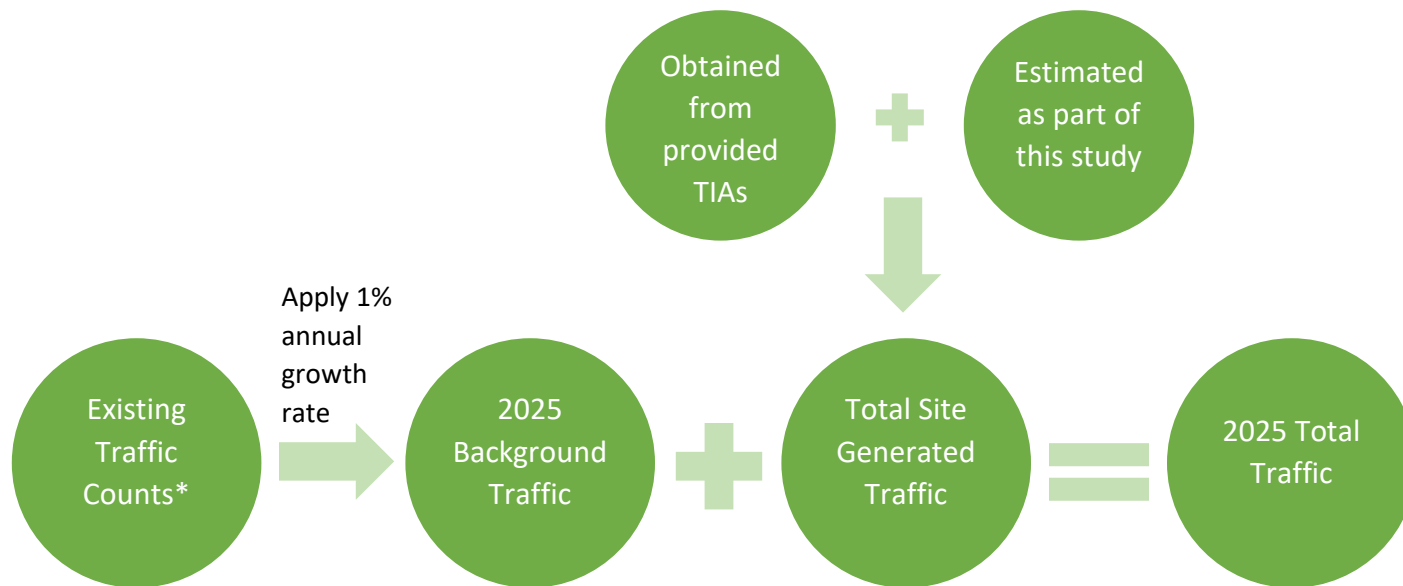 Obtained
from
provided
TIAs
Estimated
as part of
this study
Apply 1%
annual
growth
rate
Existing
Traffic
Counts*
2025
Background
Traffic
Total Site
Generated
Traffic
2025 Total
Traffic